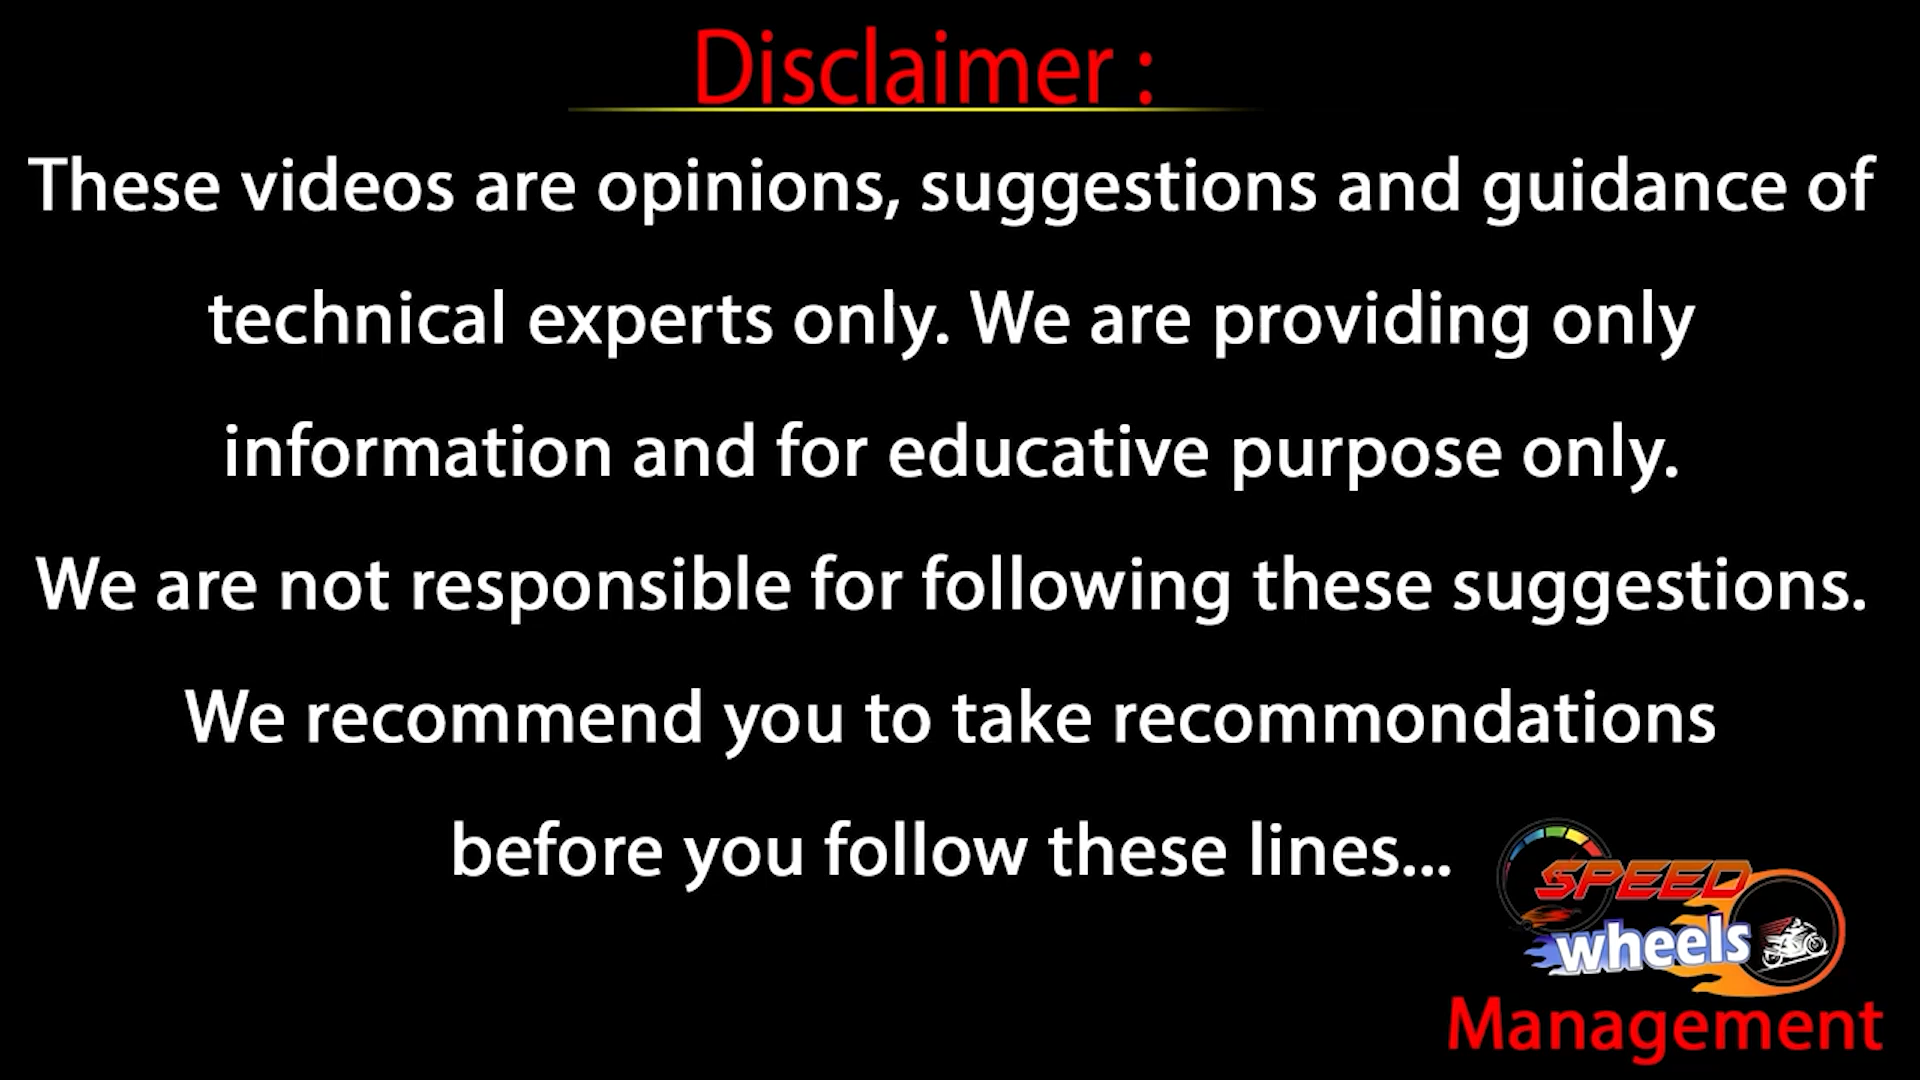 Disclaimer :
These videos are opinions, suggestions and guidance of
technical experts only. We are providing only
information and for educative purpose only.
We are not responsible for following these suggestions.
We recommend you to take recommondations
before you follow these lines...
SPEED
wheels
Management